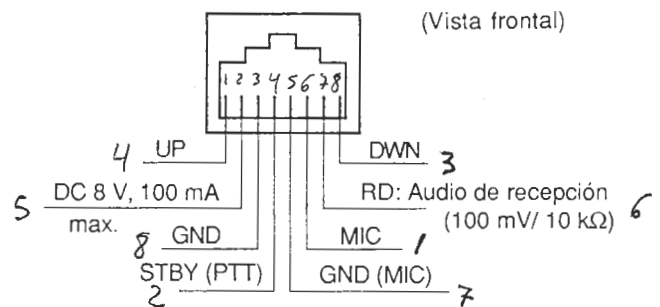 (Vista frontal)
1 2 3 4 5 6 7 8
4 UP DWN 3
5 DC 8 V, 100 mA RD: Audio de recepción 6
max. (100 mV/ 10 kΩ)
8 GND MIC 1
STBY (PTT) GND (MIC)
2 7